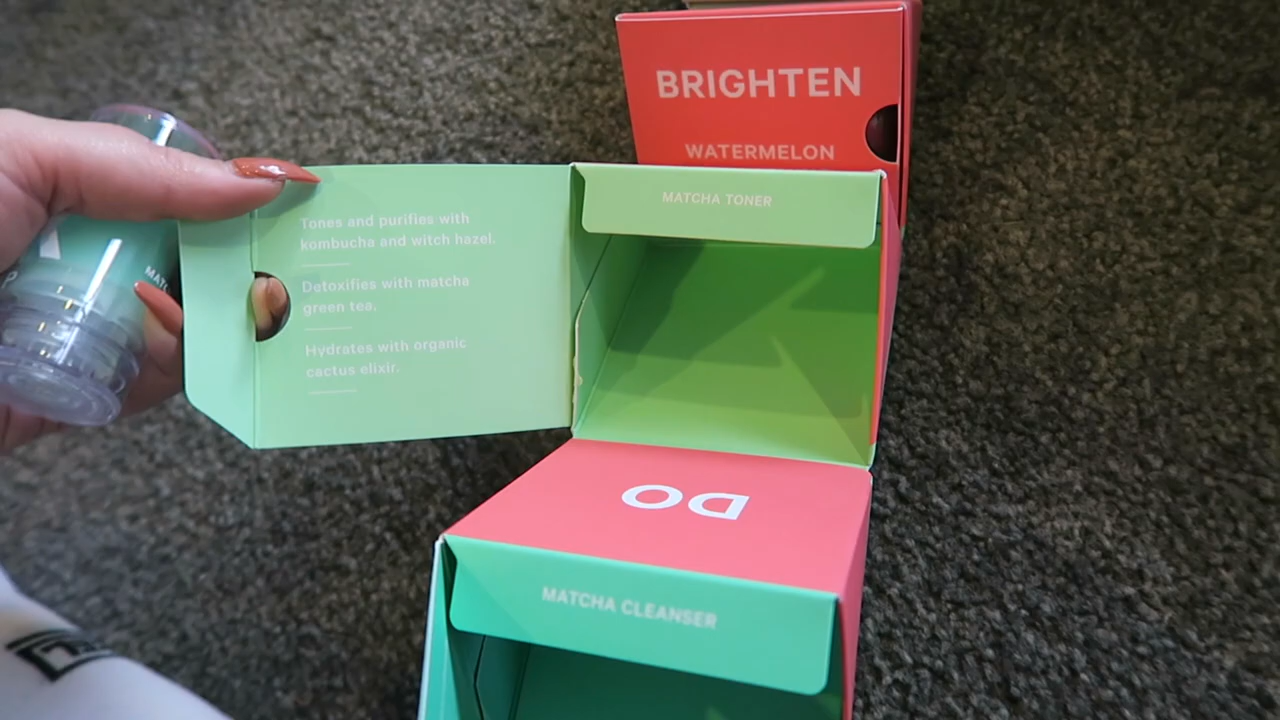 BRIGHTEN
WATERMELON
MATCHA TONER
Tones and purifies with
kombucha and witch hazel.
Detoxifies with matcha
green tea.
Hydrates with organic
cactus elixir.
DO
MATCHA CLEANSER